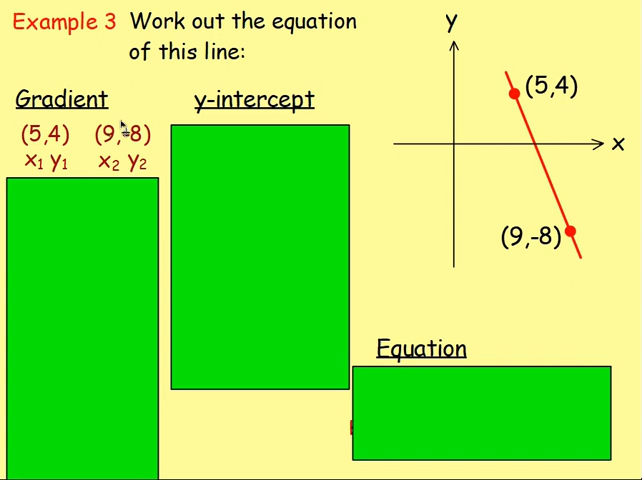 Example 3 Work out the equation
of this line:
Gradient
(5,4) (9,-8)
x₁ y₁ x₂ y₂
y-intercept
y
x
(5,4)
(9,-8)
Equation